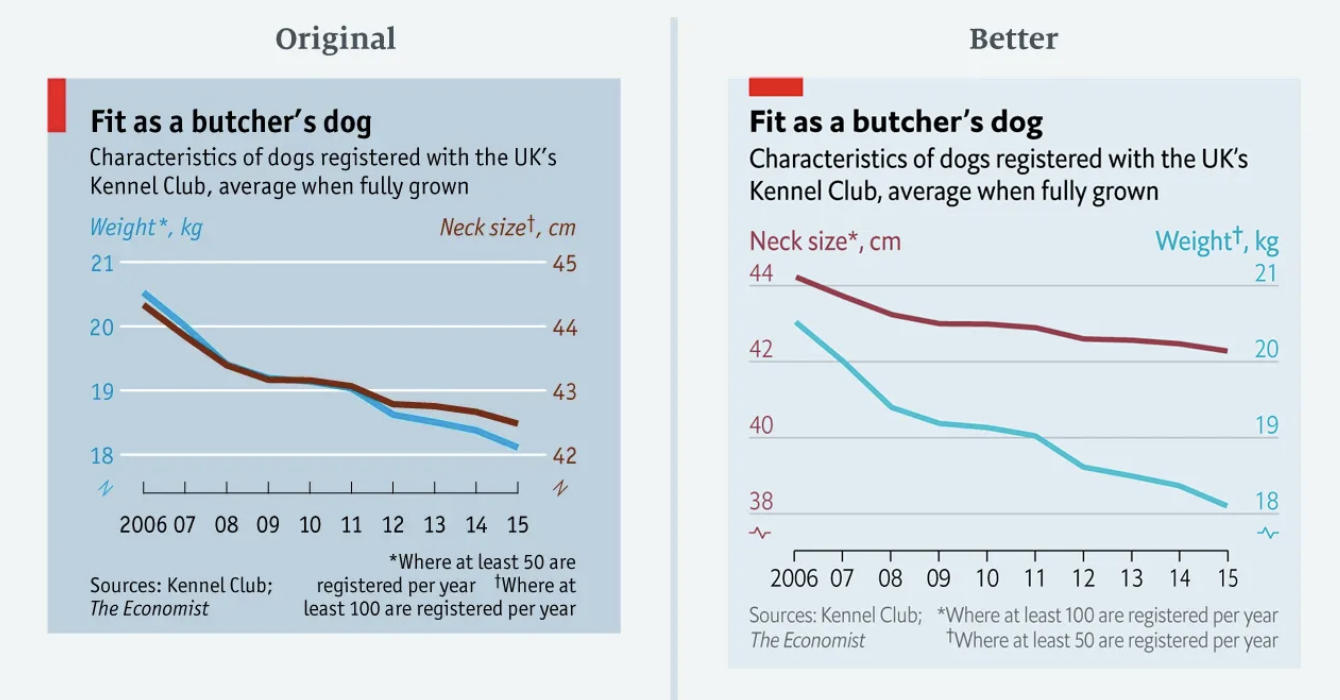 Original
Fit as a butcher's dog
Characteristics of dogs registered with the UK's
Kennel Club, average when fully grown
Weight*, kg Neck size†, cm
21 45
20 44
19 43
18 42
2006 07 08 09 10 11 12 13 14 15
*Where at least 50 are
Sources: Kennel Club; registered per year †Where at
The Economist least 100 are registered per year
Better
Fit as a butcher's dog
Characteristics of dogs registered with the UK's
Kennel Club, average when fully grown
Neck size*, cm Weight†, kg
44 21
42 20
40 19
38 18
2006 07 08 09 10 11 12 13 14 15
Sources: Kennel Club; *Where at least 100 are registered per year
The Economist †Where at least 50 are registered per year